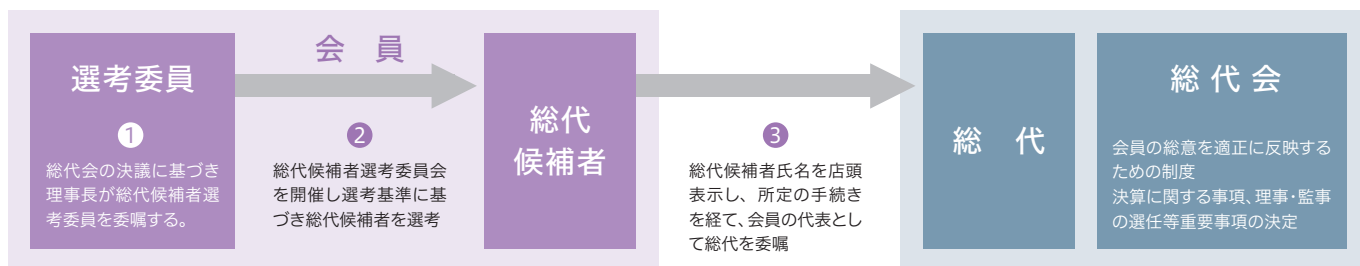 会 員
選考委員
1
総代会の決議に基づき
理事長が総代候補者選
考委員を委嘱する。
2
総代候補者選考委員会
を開催し選考基準に基
づき総代候補者を選考
総代
候補者
3
総代候補者氏名を店頭
表示し、所定の手続き
を経て、会員の代表とし
て総代を委嘱
総 代
総 代 会
会員の総意を適正に反映する
ための制度
決算に関する事項、理事・監事
の選任等重要事項の決定